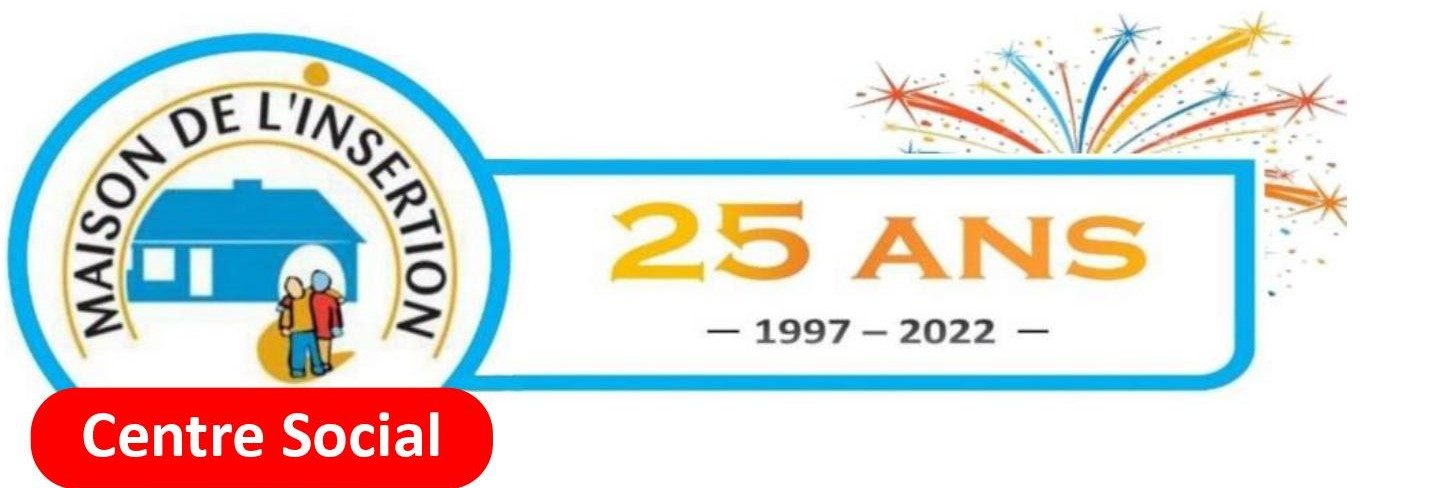 MAISON DE L'INSERTION
25 ANS
— 1997 – 2022 —
Centre Social